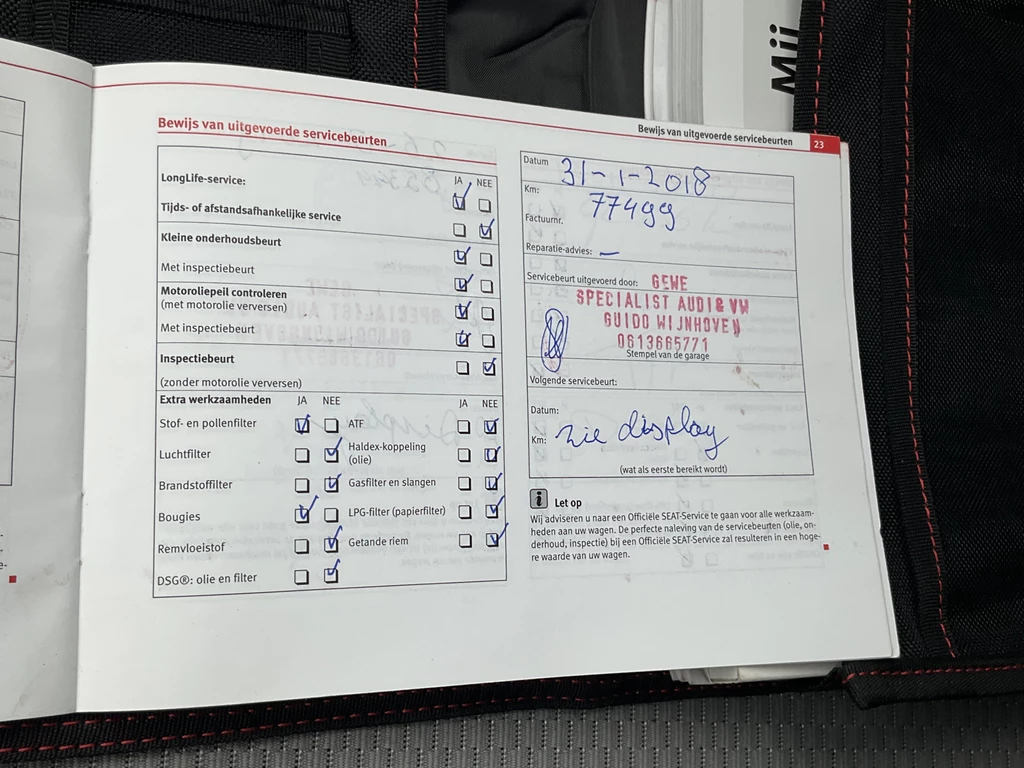 Mii
Bewijs van uitgevoerde servicebeurten
LongLife-service:
JA NEE
Tijds- of afstandsafhankelijke service
Kleine onderhoudsbeurt
Met inspectiebeurt
Motoroliepeil controleren
(met motorolie verversen)
Met inspectiebeurt
Inspectiebeurt
(zonder motorolie verversen)
Extra werkzaamheden JA NEE JA NEE
Stof- en pollenfilter ATF
Luchtfilter Haldex-koppeling
(olie)
Brandstoffilter Gasfilter en slangen
Bougies LPG-filter (papierfilter)
Remvloeistof Getande riem
DSG®: olie en filter
Bewijs van uitgevoerde servicebeurten 23
Datum 31-1-2018
Km: 77499
Factuurnr.
Reparatie-advies: –
Servicebeurt uitgevoerd door: GEWE
SPECIALIST AUDI & VW
GUIDO WIJNHOVEN
0613665771
Stempel van de garage
Volgende servicebeurt:
Datum:
Km: zie display
(wat als eerste bereikt wordt)
i Let op
Wij adviseren u naar een Officiële SEAT-Service te gaan voor alle werkzaam-
heden aan uw wagen. De perfecte naleving van de servicebeurten (olie, on-
derhoud, inspectie) bij een Officiële SEAT-Service zal resulteren in een hoge-
re waarde van uw wagen.